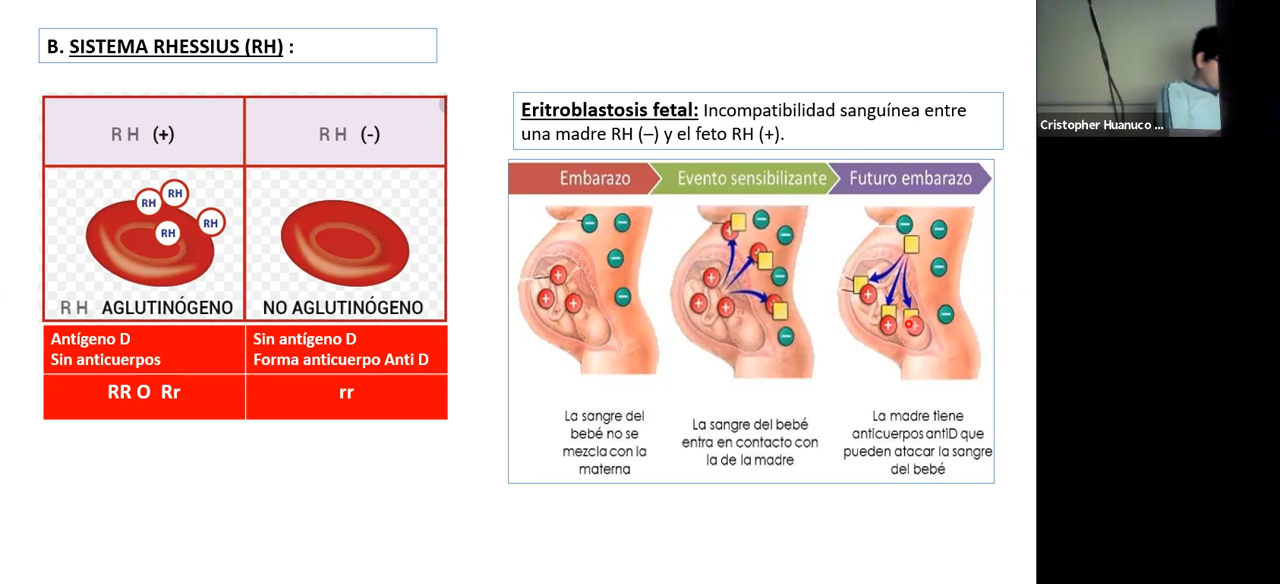 B. SISTEMA RHESSIUS (RH) :
RH (+)
RH (-)
RH
RH
RH
RH
RH AGLUTINÓGENO
NO AGLUTINÓGENO
Antígeno D
Sin anticuerpos
Sin antígeno D
Forma anticuerpo Anti D
RR O Rr
rr
Eritroblastosis fetal: Incompatibilidad sanguínea entre
una madre RH (–) y el feto RH (+).
Embarazo
Evento sensibilizante
Futuro embarazo
La sangre del
bebé no se
mezcla con la
materna
La sangre del bebé
entra en contacto con
la de la madre
La madre tiene
anticuerpos antiD que
pueden atacar la sangre
del bebé
Cristopher Huanuco ...